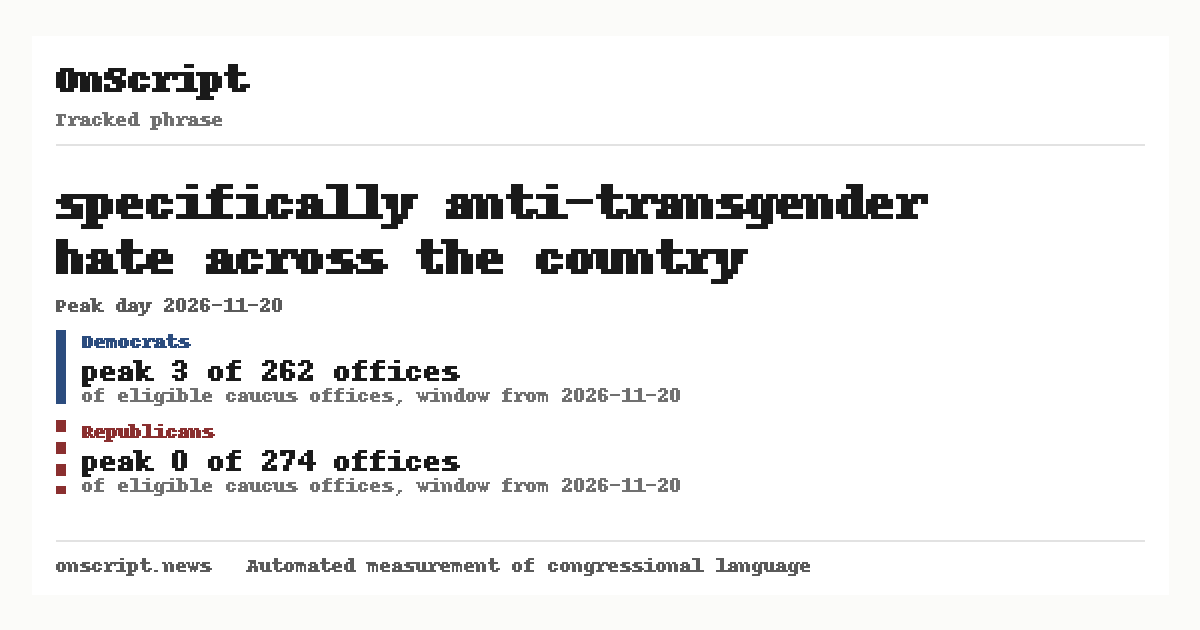 OnScript
Tracked phrase
specifically anti-transgender
hate across the country
Peak day 2026-11-20
Democrats
peak 3 of 262 offices
of eligible caucus offices, window from 2026-11-20
Republicans
peak 0 of 274 offices
of eligible caucus offices, window from 2026-11-20
onscript.news Automated measurement of congressional language